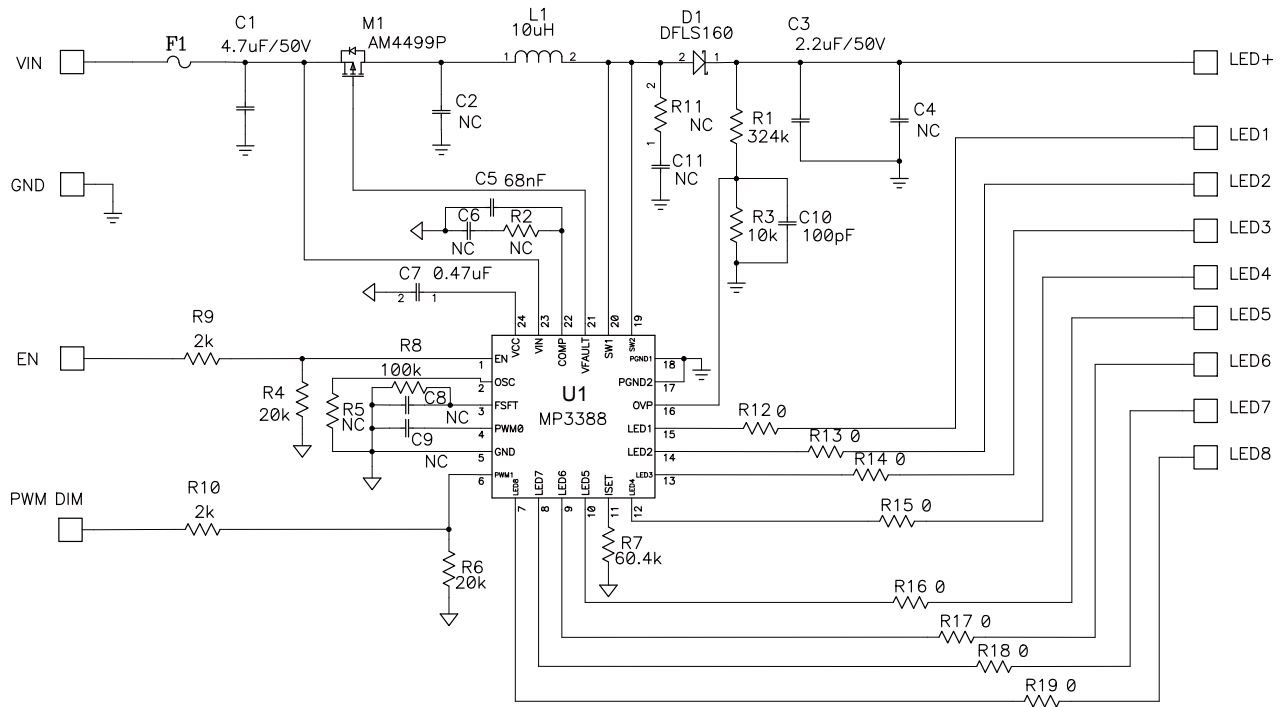 C1
4.7uF/50V
M1
AM4499P
L1
10uH
D1
DFLS160
C3
2.2uF/50V
VIN
F1
1
2
2
1
LED+
C2
NC
2
R11
NC
1
C11
NC
R1
324k
C4
NC
LED1
GND
C5 68nF
LED2
C6
NC
R2
NC
R3
10k
C10
100pF
LED3
C7 0.47uF
2
1
LED4
R9
2k
24
23
22
21
20
19
LED5
EN
R8
100k
1
EN
VCC
VIN
COMP
VFAULT
SW1
SW2
PGND1
18
LED6
R4
20k
R5
NC
C8
NC
2
OSC
U1
MP3388
PGND2
17
3
FSFT
OVP
16
R12 0
LED7
C9
NC
4
PWM0
LED1
15
R13 0
5
GND
LED2
14
R14 0
LED8
6
PWM1
LED8
LED7
LED6
LED5
ISET
LED4
LED3
13
PWM DIM
R10
2k
7
8
9
10
11
12
R15 0
R7
60.4k
R6
20k
R16 0
R17 0
R18 0
R19 0